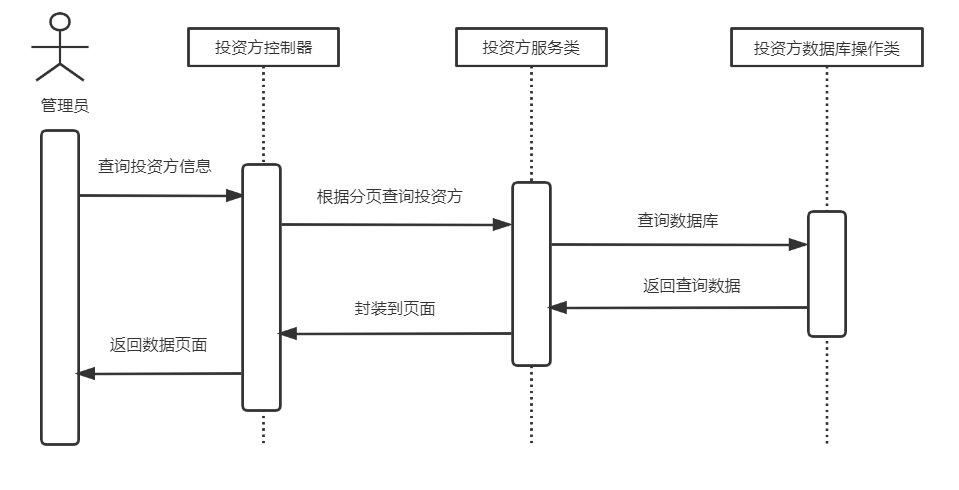 投资方控制器
投资方服务类
投资方数据库操作类
管理员
查询投资方信息
根据分页查询投资方
查询数据库
返回查询数据
封装到页面
返回数据页面